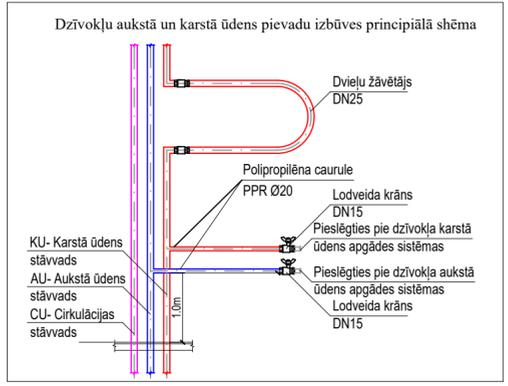 Dzīvokļu aukstā un karstā ūdens pievadu izbūves principiālā shēma
Dvieļu žāvētājs
DN25
Polipropilēna caurule
PPR Ø20
Lodveida krāns
DN15
Pieslēgties pie dzīvokļa karstā
ūdens apgādes sistēmas
KU- Karstā ūdens
stāvvads
AU- Aukstā ūdens
stāvvads
CU- Cirkulācijas
stāvvads
1.0m
Pieslēgties pie dzīvokļa aukstā
ūdens apgādes sistēmas
Lodveida krāns
DN15